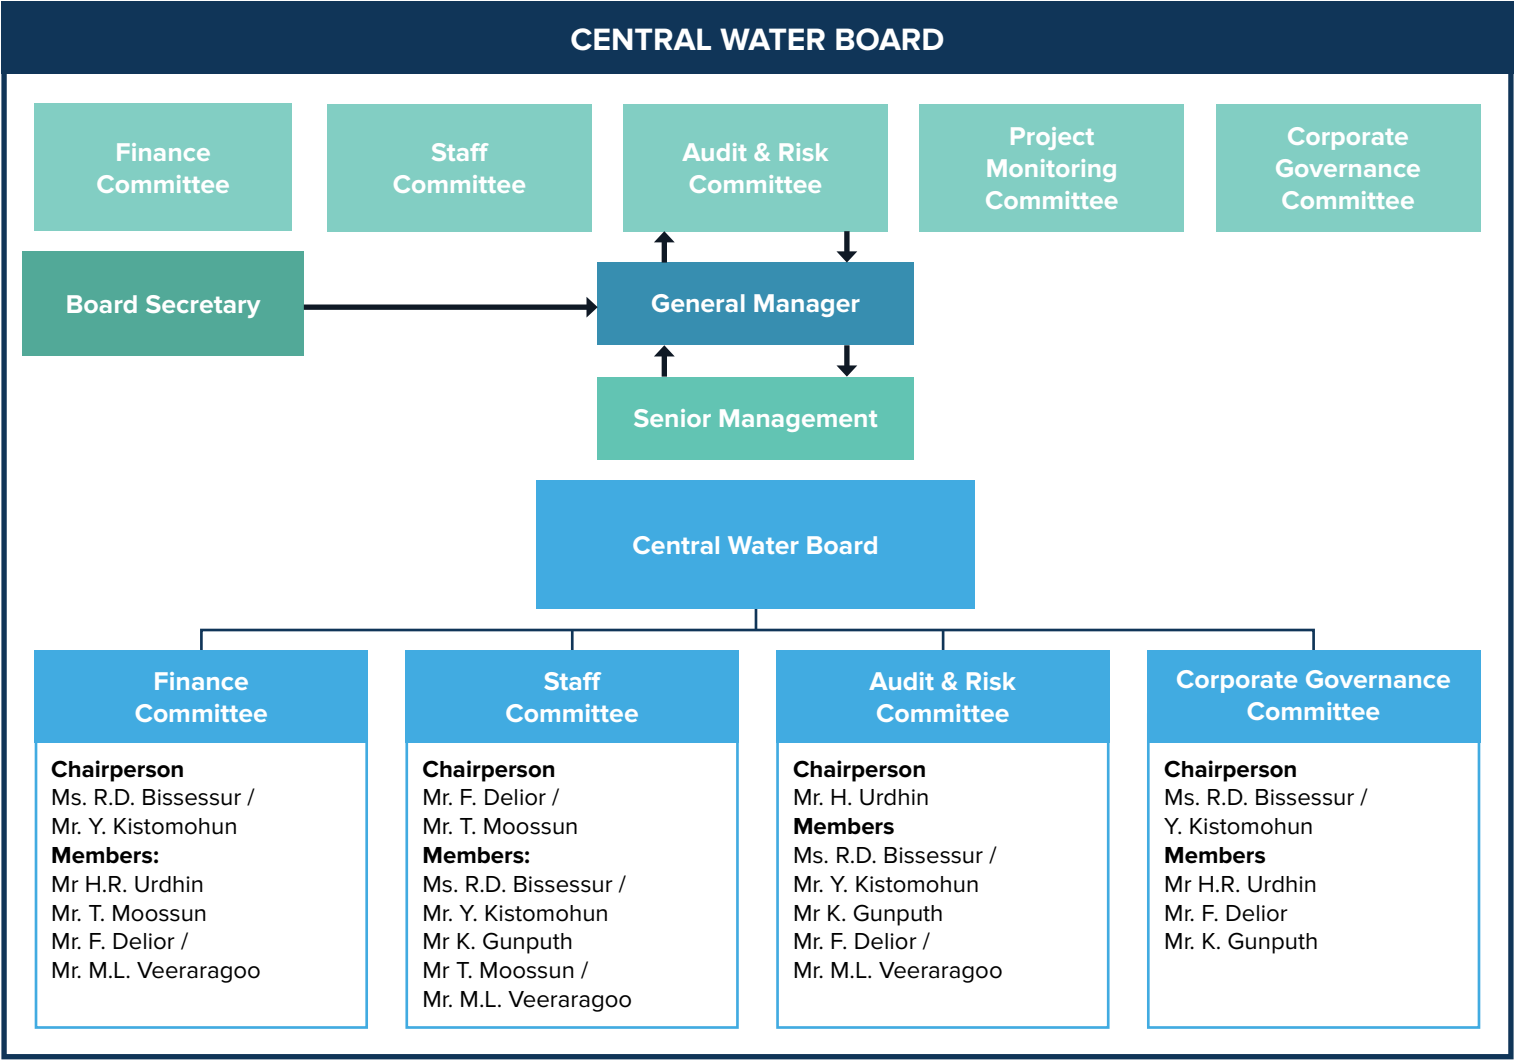 CENTRAL WATER BOARD
Finance
Committee
Staff
Committee
Audit & Risk
Committee
Project
Monitoring
Committee
Corporate
Governance
Committee
Board Secretary
General Manager
Senior Management
Central Water Board
Finance
Committee
Chairperson
Ms. R.D. Bissessur /
Mr. Y. Kistomohun
Members:
Mr H.R. Urdhin
Mr. T. Moossun
Mr. F. Delior /
Mr. M.L. Veeraragoo
Staff
Committee
Chairperson
Mr. F. Delior /
Mr. T. Moossun
Members:
Ms. R.D. Bissessur /
Mr. Y. Kistomohun
Mr K. Gunputh
Mr T. Moossun /
Mr. M.L. Veeraragoo
Audit & Risk
Committee
Chairperson
Mr. H. Urdhin
Members
Ms. R.D. Bissessur /
Mr. Y. Kistomohun
Mr K. Gunputh
Mr. F. Delior /
Mr. M.L. Veeraragoo
Corporate Governance
Committee
Chairperson
Ms. R.D. Bissessur /
Y. Kistomohun
Members
Mr H.R. Urdhin
Mr. F. Delior
Mr. K. Gunputh